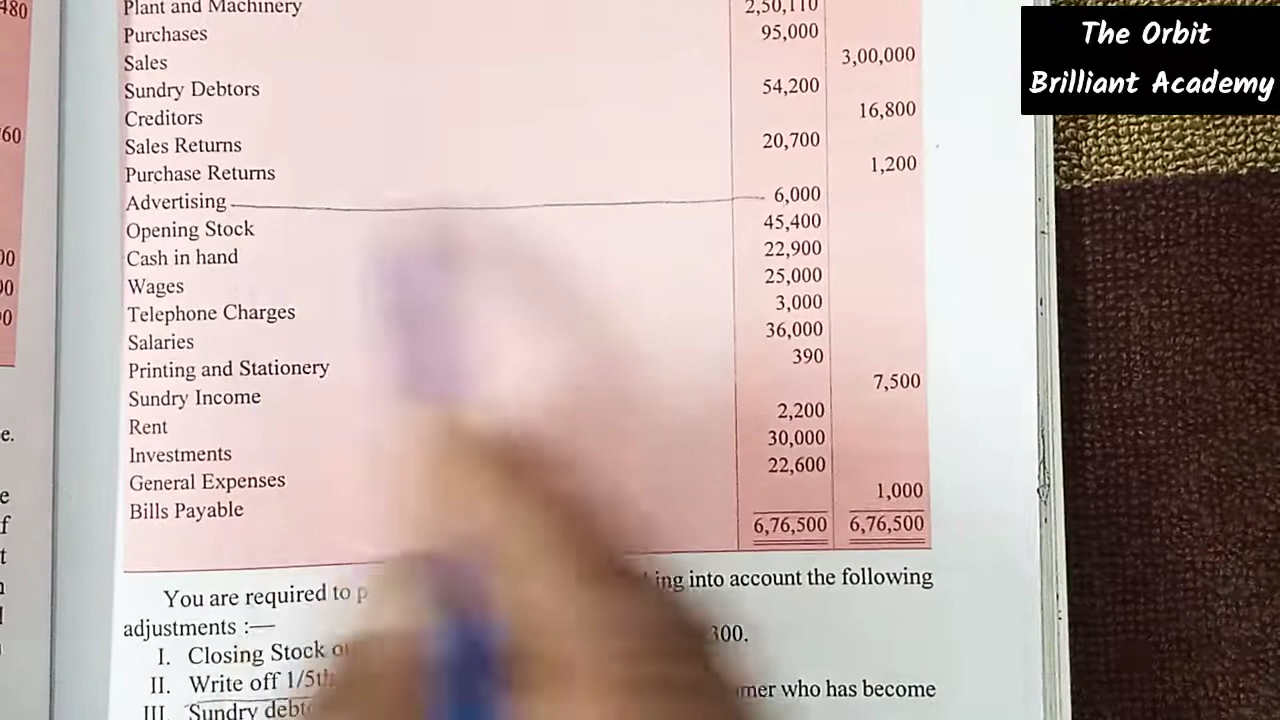 480
Plant and Machinery 2,50,110
The Orbit
Brilliant Academy
Purchases 95,000
Sales 3,00,000
Sundry Debtors 54,200
Creditors 16,800
60
Sales Returns 20,700
Purchase Returns 1,200
Advertising 6,000
Opening Stock 45,400
Cash in hand 22,900
Wages 25,000
Telephone Charges 3,000
Salaries 36,000
Printing and Stationery 390
Sundry Income 7,500
Rent 2,200
Investments 30,000
General Expenses 22,600
Bills Payable 1,000
6,76,500 6,76,500
You are required to into account the following
adjustments :—
I. Closing Stock 300.
II. Write off 1/5th
III. Sundry who has become